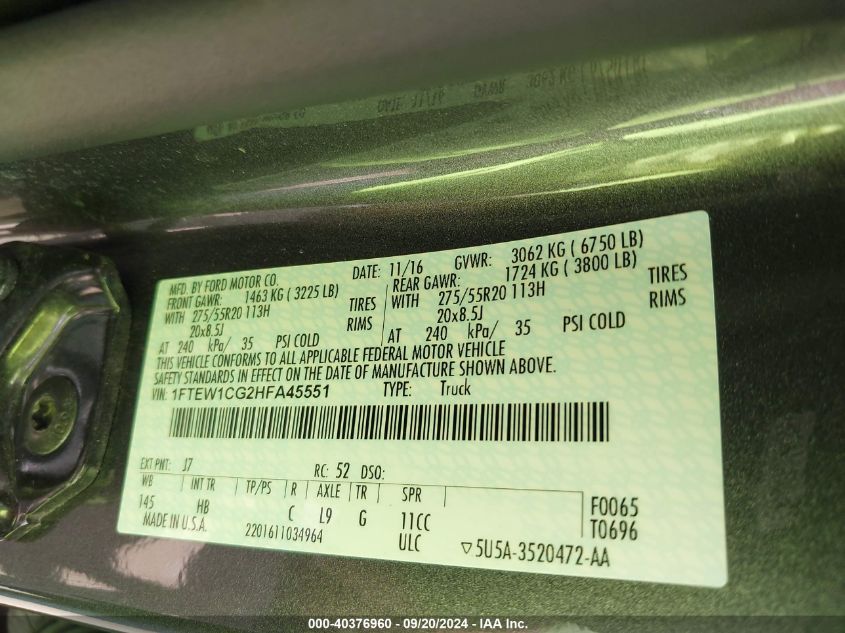 MFD. BY FORD MOTOR CO. DATE: 11/16 GVWR: 3062 KG ( 6750 LB)
FRONT GAWR: 1463 KG ( 3225 LB) REAR GAWR: 1724 KG ( 3800 LB)
WITH 275/55R20 113H TIRES WITH 275/55R20 113H TIRES
20x8.5J RIMS 20x8.5J RIMS
AT 240 kPa/ 35 PSI COLD AT 240 kPa/ 35 PSI COLD
THIS VEHICLE CONFORMS TO ALL APPLICABLE FEDERAL MOTOR VEHICLE
SAFETY STANDARDS IN EFFECT ON THE DATE OF MANUFACTURE SHOWN ABOVE.
VIN: 1FTEW1CG2HFA45551 TYPE: Truck
EXT PNT: J7 RC: 52 DSO:
WB INT TR TP/PS R AXLE TR SPR
145 HB C L9 G 11CC F0065
MADE IN U.S.A. 2201611034964 ULC T0696
5U5A-3520472-AA
000-40376960 - 09/20/2024 - IAA Inc.